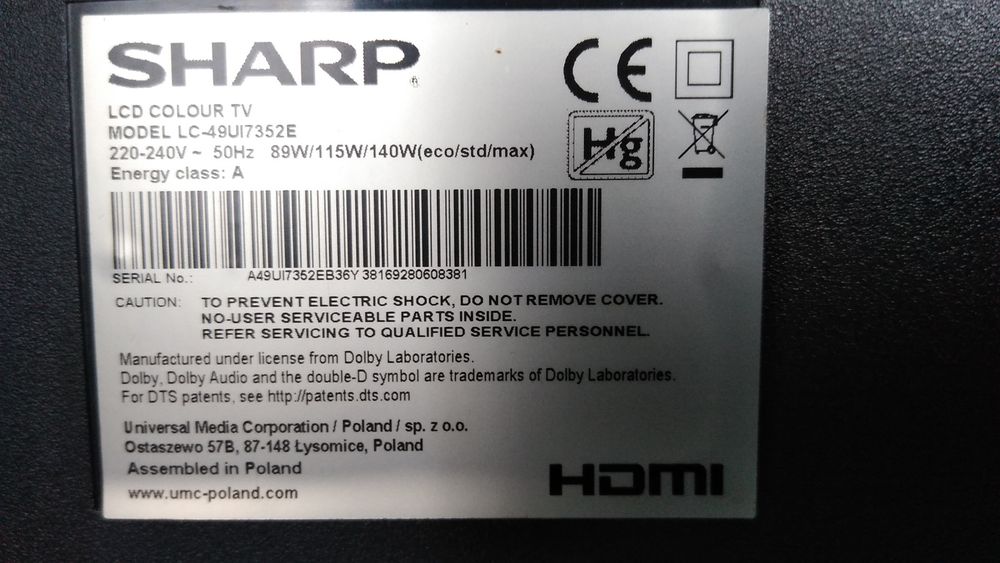 SHARP®
LCD COLOUR TV
MODEL LC-49UI7352E
220-240V ~ 50Hz 89W/115W/140W(eco/std/max)
Energy class: A
CE
Hg
SERIAL No.: A49UI7352EB36Y 38169280608381
CAUTION: TO PREVENT ELECTRIC SHOCK, DO NOT REMOVE COVER.
NO-USER SERVICEABLE PARTS INSIDE.
REFER SERVICING TO QUALIFIED SERVICE PERSONNEL.
Manufactured under license from Dolby Laboratories.
Dolby, Dolby Audio and the double-D symbol are trademarks of Dolby Laboratories.
For DTS patents, see http://patents.dts.com
Universal Media Corporation / Poland / sp. z o.o.
Ostaszewo 57B, 87-148 Łysomice, Poland
Assembled in Poland
www.umc-poland.com
HDMI